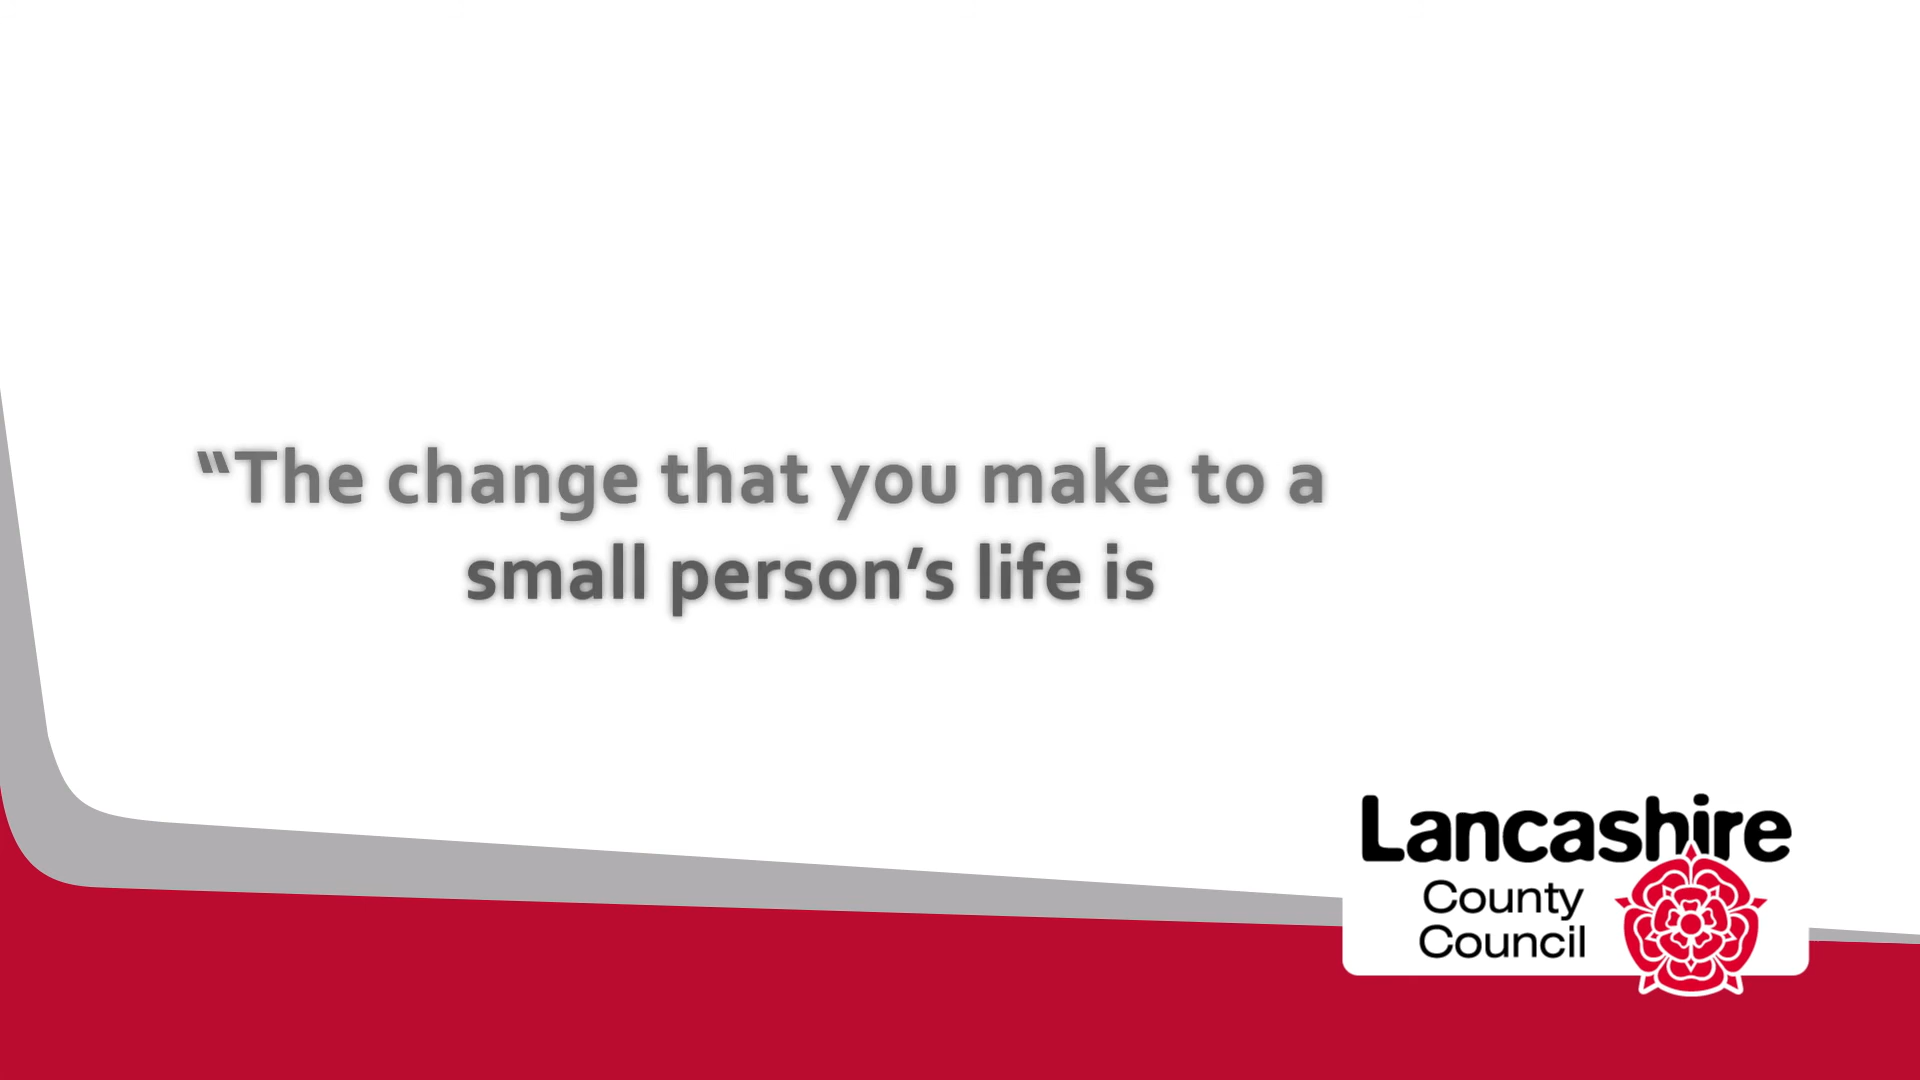 “The change that you make to a
small person’s life is
Lancashire
County
Council